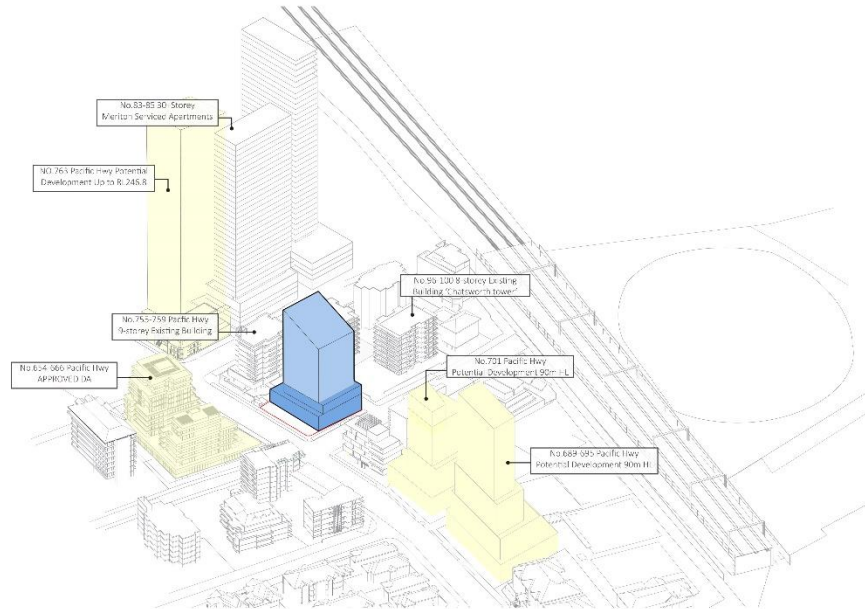 No.83-85 30 Storey
Meriton Serviced Apartments
NO.763 Pacific Hwy Potential
Development Up to RL246.8
No.96-100 8-storey Existing
Building 'Chatsworth tower'
No.755-759 Pacific Hwy
9-storey Existing Building
No.654-666 Pacific Hwy
APPROVED DA
No.701 Pacific Hwy
Potential Development 90m HL
No.689-695 Pacific Hwy
Potential Development 90m HL